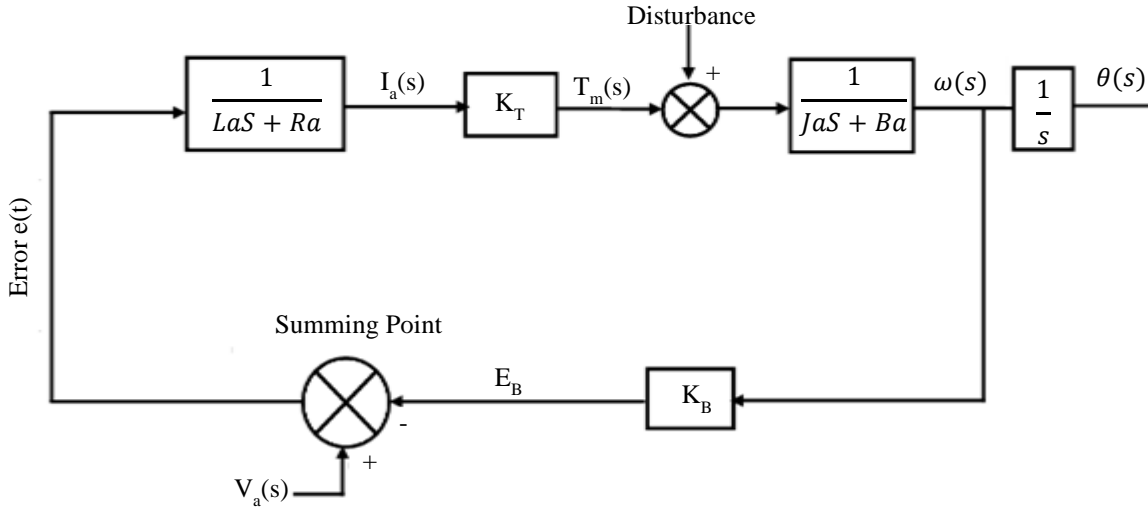 Disturbance
1
LaS + Ra
I_a(s)
K_T
T_m(s)
+
1
JaS + Ba
ω(s)
1
s
θ(s)
Error e(t)
Summing Point
E_B
K_B
-
+
V_a(s)